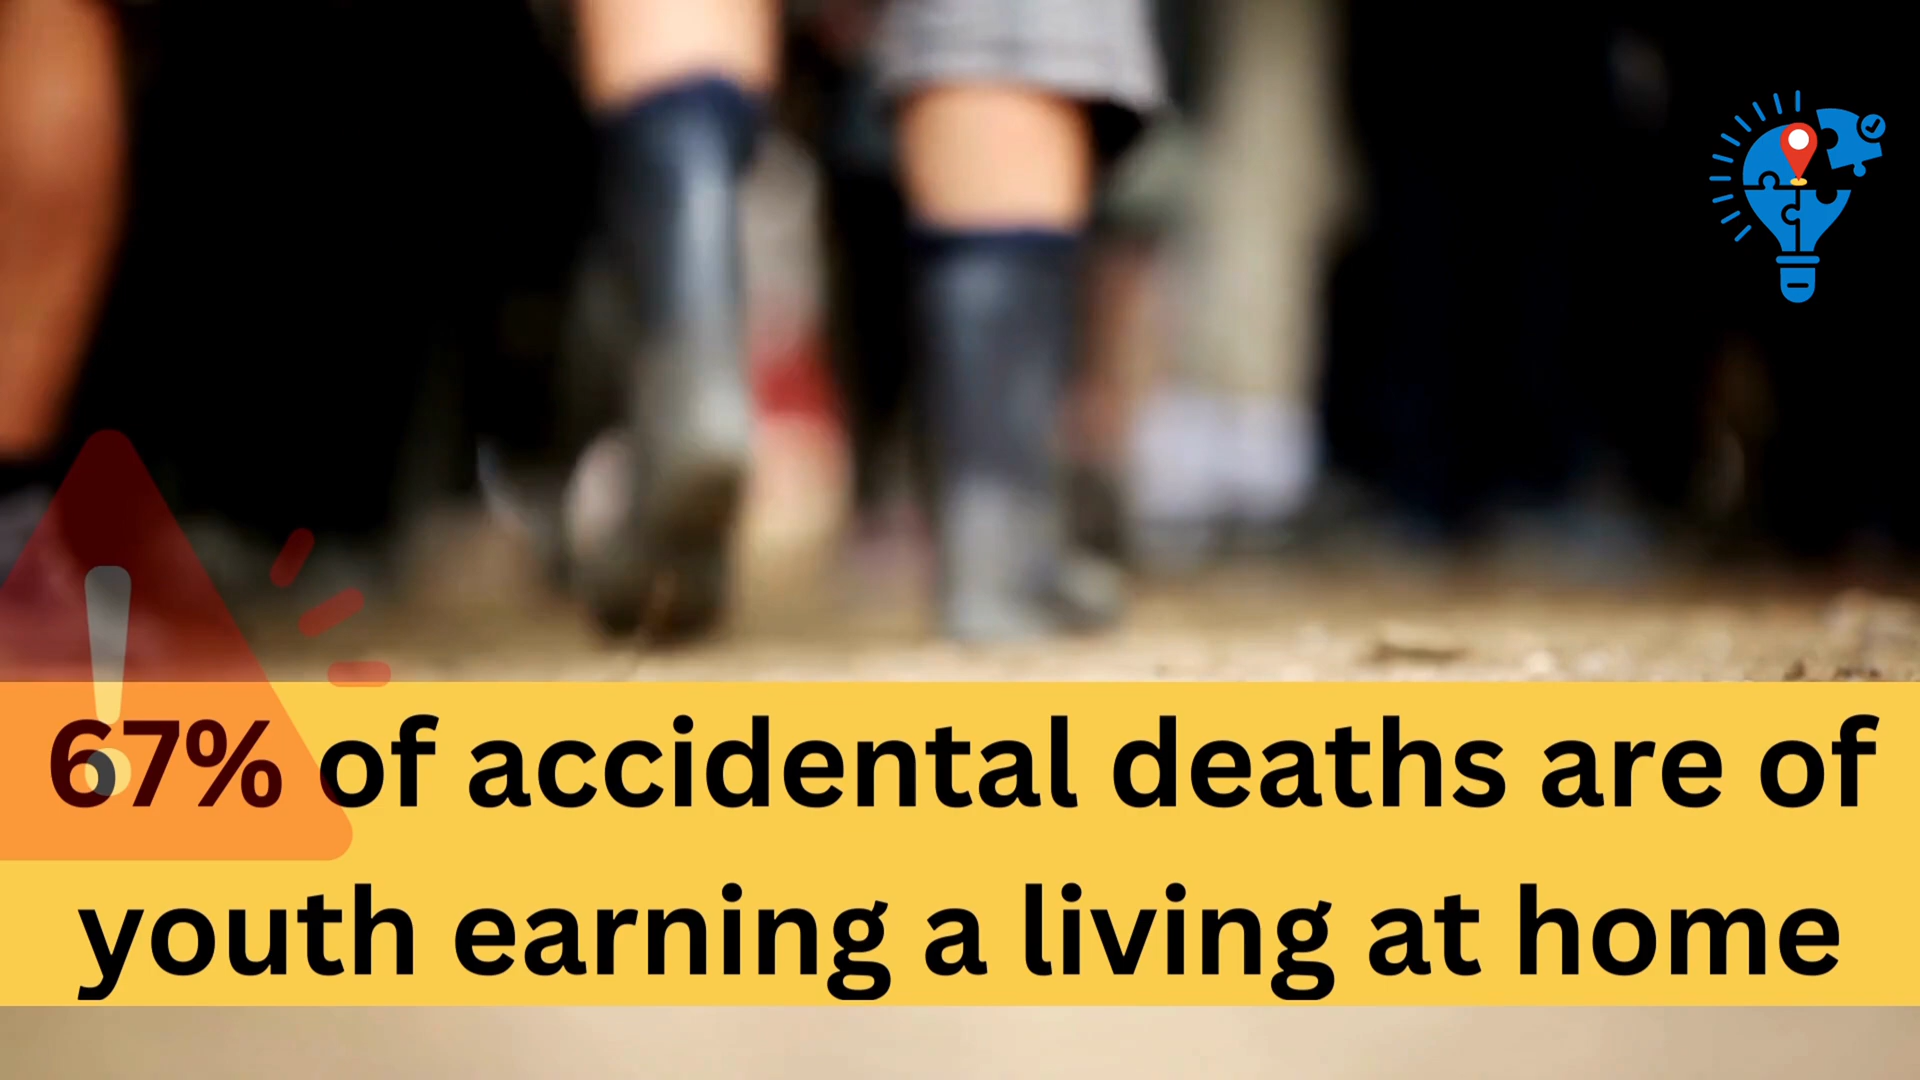 67% of accidental deaths are of
youth earning a living at home